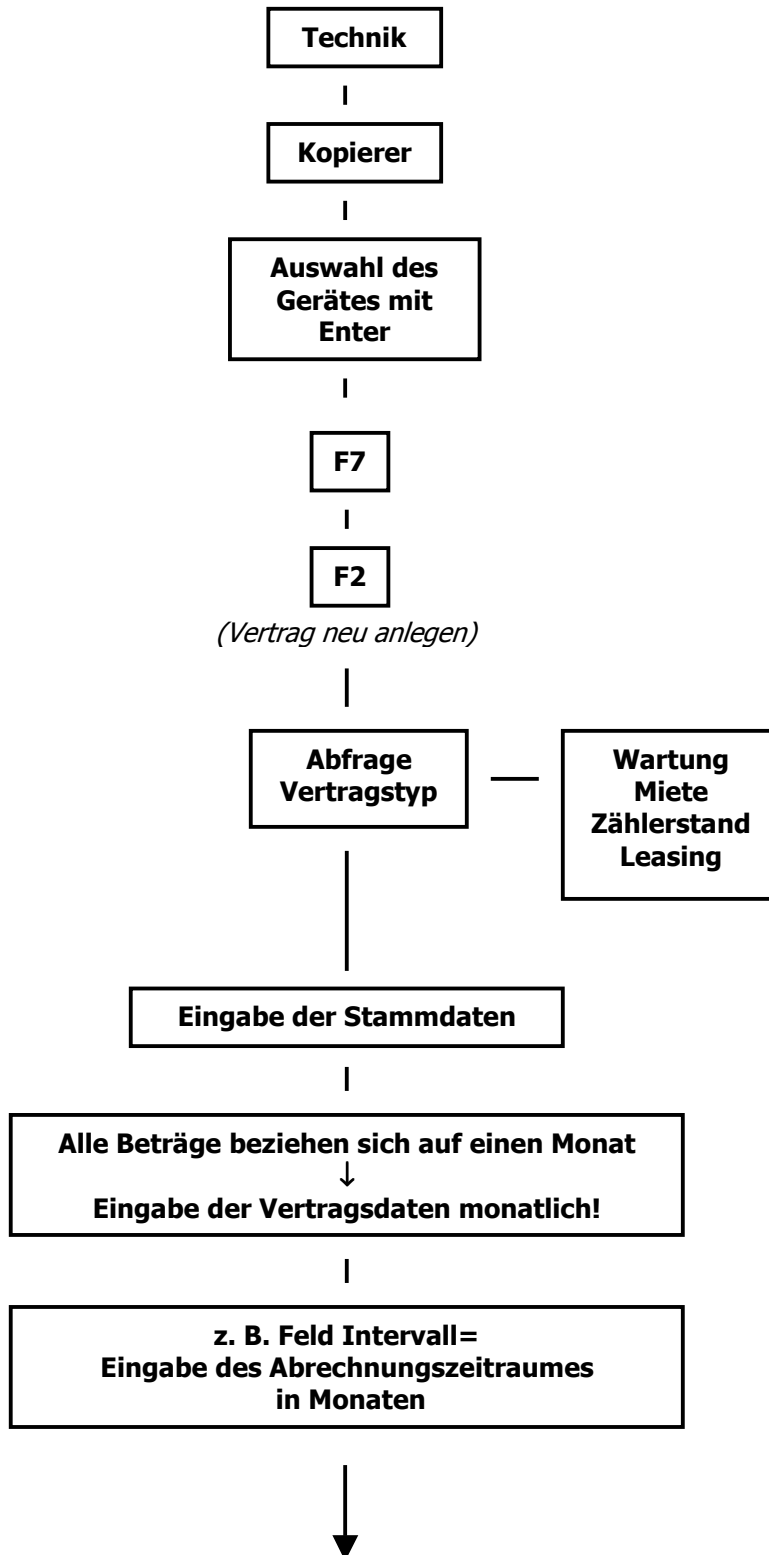 Technik
Kopierer
Auswahl des
Gerätes mit
Enter
F7
F2
(Vertrag neu anlegen)
Abfrage
Vertragstyp
Wartung
Miete
Zählerstand
Leasing
Eingabe der Stammdaten
Alle Beträge beziehen sich auf einen Monat
↓
Eingabe der Vertragsdaten monatlich!
z. B. Feld Intervall=
Eingabe des Abrechnungszeitraumes
in Monaten